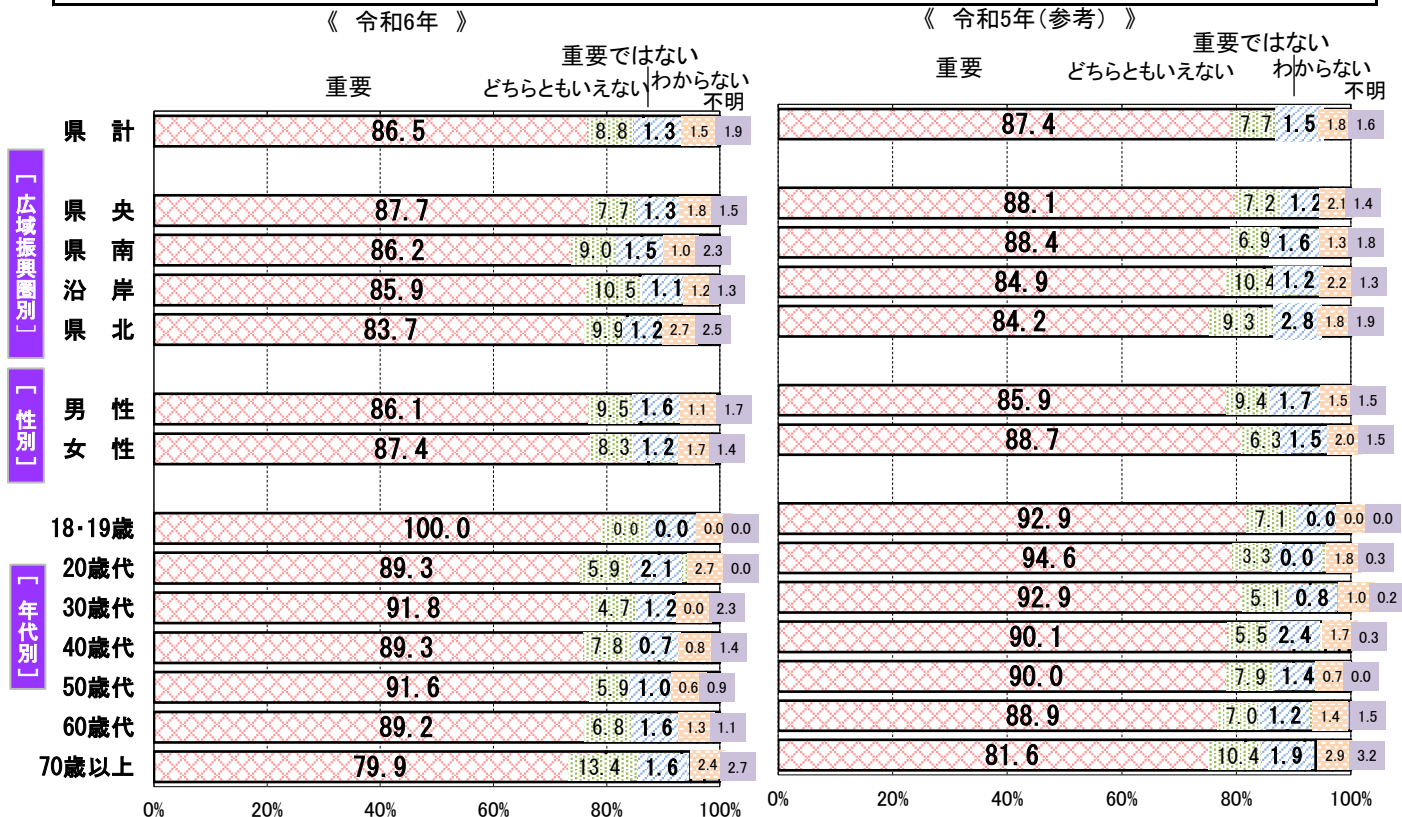 《 令和6年 》
重要 どちらともいえない 重要ではない わからない 不明
県 計 86.5 8.8 1.3 1.5 1.9
[ 広域振興圏別 ]
県 央 87.7 7.7 1.3 1.8 1.5
県 南 86.2 9.0 1.5 1.0 2.3
沿 岸 85.9 10.5 1.1 1.2 1.3
県 北 83.7 9.9 1.2 2.7 2.5
[ 性別 ]
男 性 86.1 9.5 1.6 1.1 1.7
女 性 87.4 8.3 1.2 1.7 1.4
[ 年代別 ]
18・19歳 100.0 0.0 0.0 0.0 0.0
20歳代 89.3 5.9 2.1 2.7 0.0
30歳代 91.8 4.7 1.2 0.0 2.3
40歳代 89.3 7.8 0.7 0.8 1.4
50歳代 91.6 5.9 1.0 0.6 0.9
60歳代 89.2 6.8 1.6 1.3 1.1
70歳以上 79.9 13.4 1.6 2.4 2.7
0% 20% 40% 60% 80% 100%
《 令和5年(参考) 》
重要 どちらともいえない 重要ではない わからない 不明
87.4 7.7 1.5 1.8 1.6
88.1 7.2 1.2 2.1 1.4
88.4 6.9 1.6 1.3 1.8
84.9 10.4 1.2 2.2 1.3
84.2 9.3 2.8 1.8 1.9
85.9 9.4 1.7 1.5 1.5
88.7 6.3 1.5 2.0 1.5
92.9 7.1 0.0 0.0 0.0
94.6 3.3 0.0 1.8 0.3
92.9 5.1 0.8 1.0 0.2
90.1 5.5 2.4 1.7 0.3
90.0 7.9 1.4 0.7 0.0
88.9 7.0 1.2 1.4 1.5
81.6 10.4 1.9 2.9 3.2
0% 20% 40% 60% 80% 100%